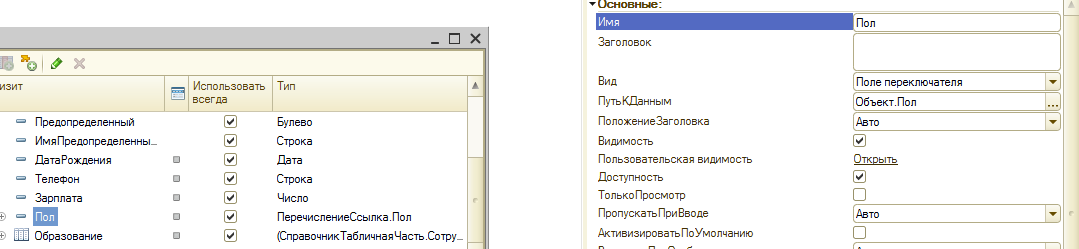 изит
Использовать
всегда
Тип
Предопределенный
Булево
ИмяПредопределенны...
Строка
ДатаРождения
Дата
Телефон
Строка
Зарплата
Число
Пол
ПеречислениеСсылка.Пол
Образование
(СправочникТабличнаяЧасть.Сотру...
Основные:
Имя
Пол
Заголовок
Вид
Поле переключателя
ПутьКДанным
Объект.Пол
...
ПоложениеЗаголовка
Авто
Видимость
Пользовательская видимость
Открыть
Доступность
ТолькоПросмотр
ПропускатьПриВводе
Авто
АктивизироватьПоУмолчанию